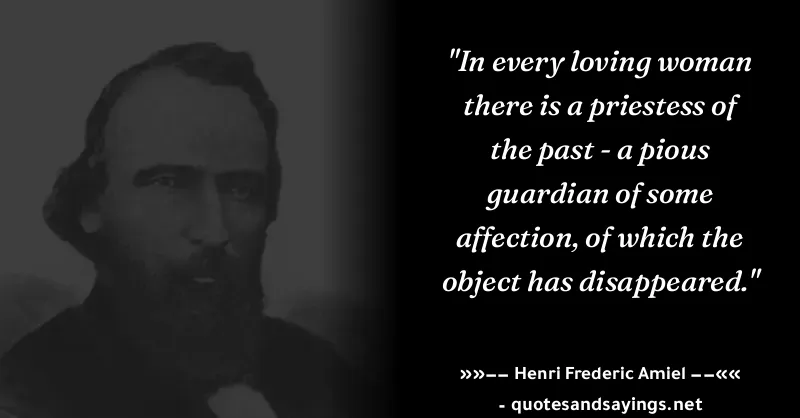 "In every loving woman
there is a priestess of
the past - a pious
guardian of some
affection, of which the
object has disappeared."
»»–– Henri Frederic Amiel ––««
- quotesandsayings.net